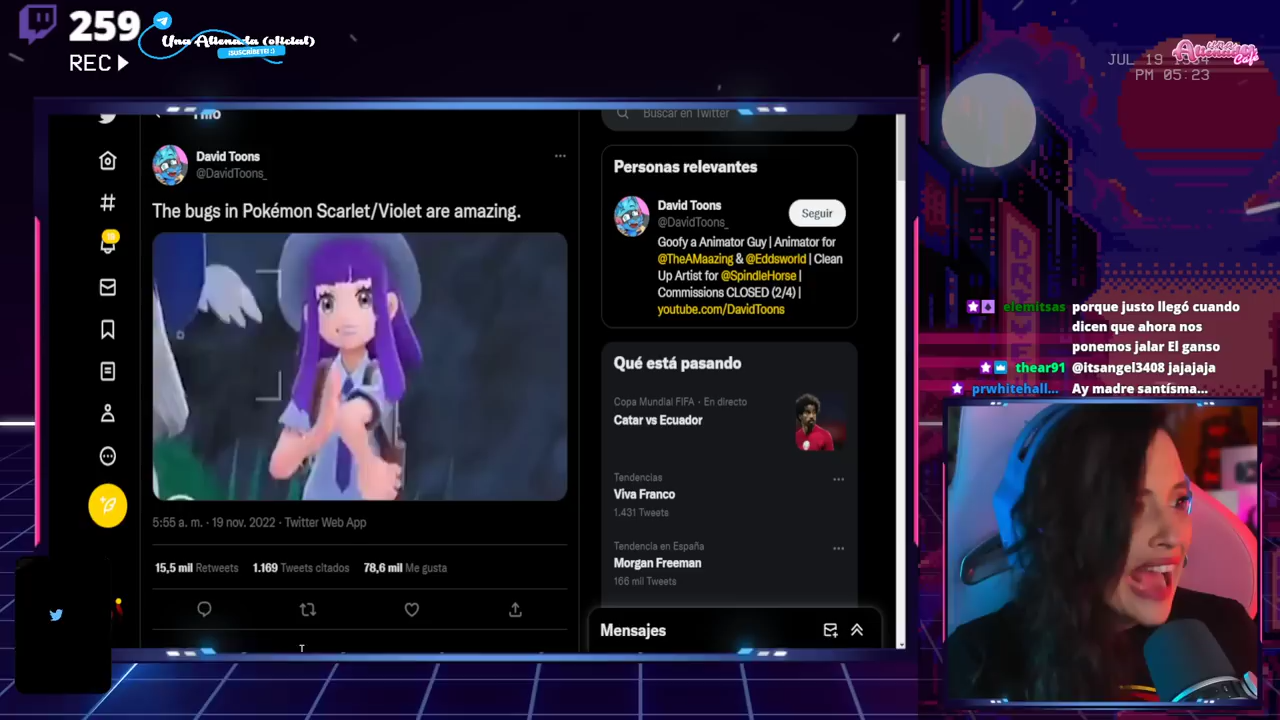 259
REC
Una Alienada (oficial)
¡SUSCRÍBETE! :)
JUL 19
PM 05:23
Hilo
David Toons
@DavidToons_
The bugs in Pokémon Scarlet/Violet are amazing.
5:55 a. m. · 19 nov. 2022 · Twitter Web App
15,5 mil Retweets 1.169 Tweets citados 78,6 mil Me gusta
Buscar en Twitter
Personas relevantes
David Toons
@DavidToons_
Seguir
Goofy a Animator Guy | Animator for
@TheAMaazing & @Eddsworld | Clean
Up Artist for @SpindleHorse |
Commissions CLOSED (2/4) |
youtube.com/DavidToons
Qué está pasando
Copa Mundial FIFA · En directo
Catar vs Ecuador
Tendencias
Viva Franco
1.431 Tweets
Tendencia en España
Morgan Freeman
166 mil Tweets
Mensajes
elemitsas porque justo llegó cuando
dicen que ahora nos
ponemos jalar El ganso
thear91 @itsangel3408 jajajaja
prwhitehall... Ay madre santísma...